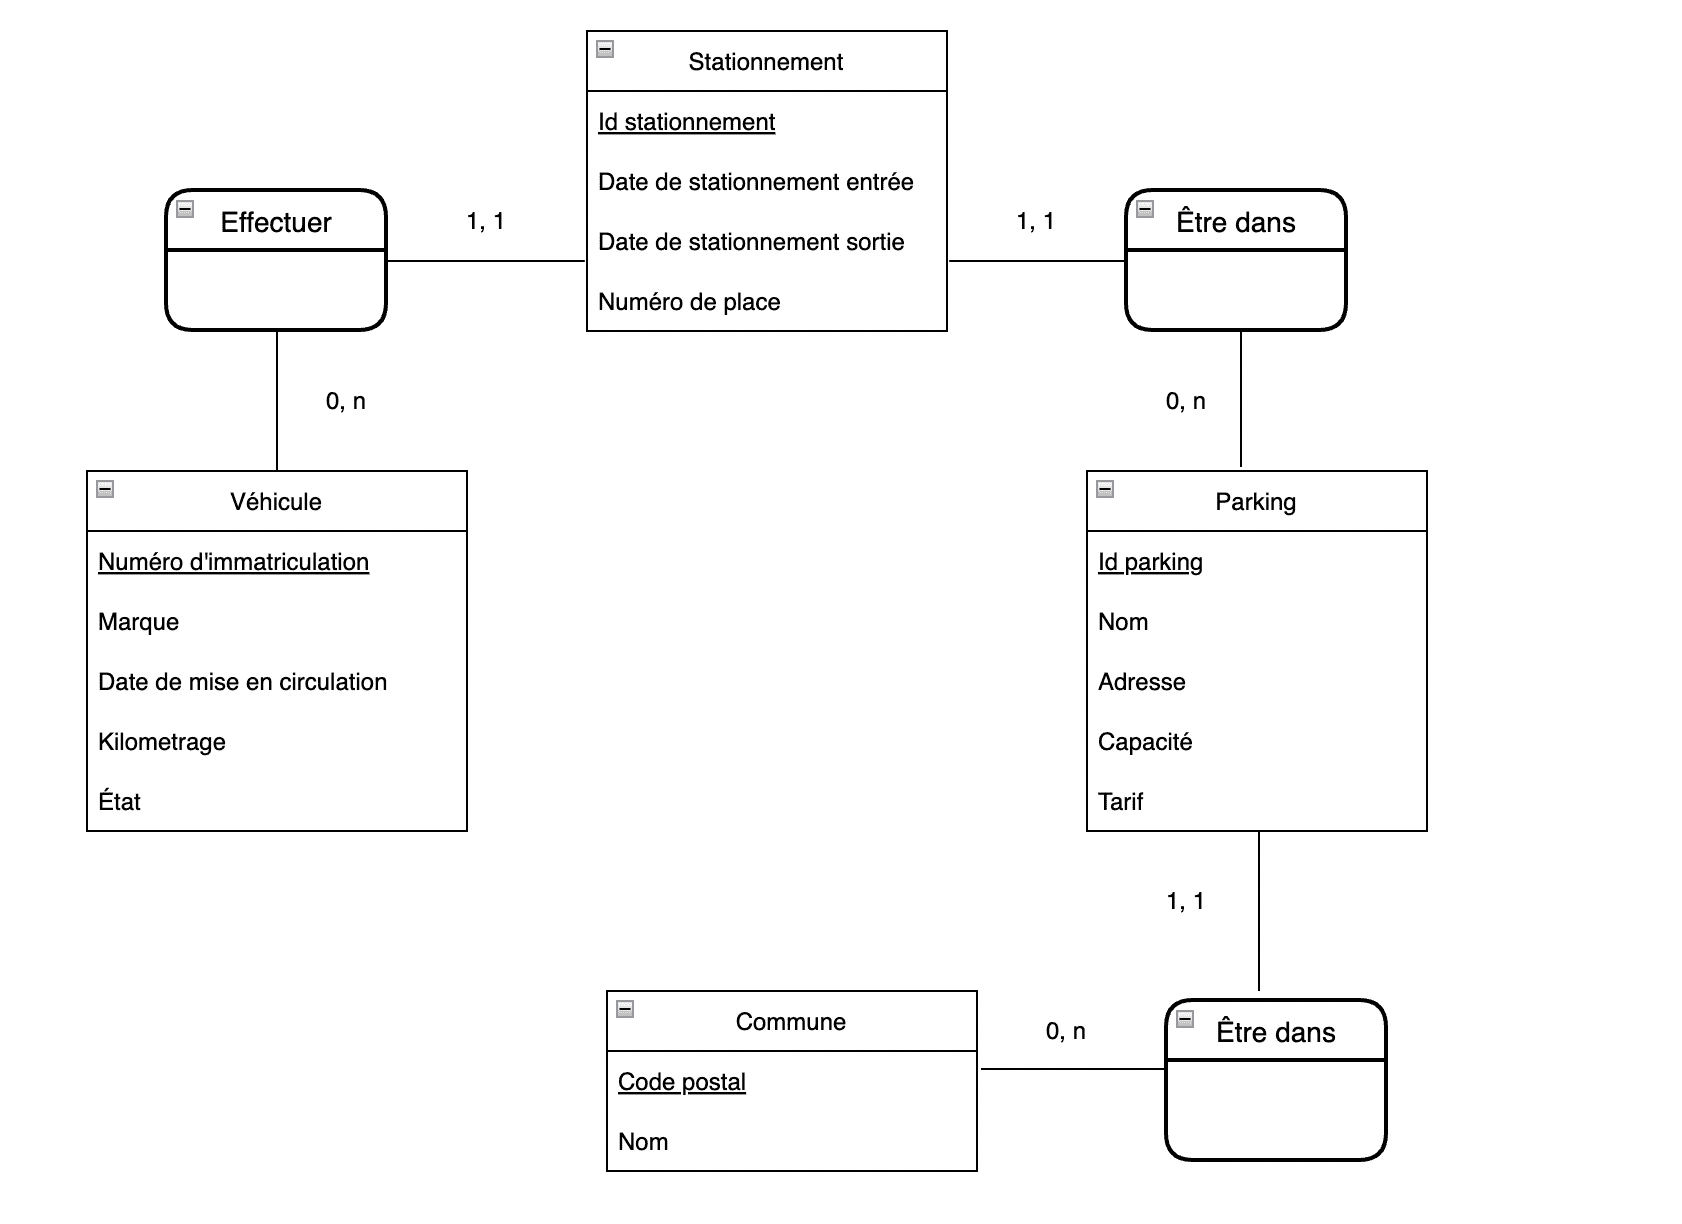 Stationnement
Id stationnement
Date de stationnement entrée
Date de stationnement sortie
Numéro de place
Effectuer
1, 1
1, 1
Être dans
0, n
0, n
Véhicule
Numéro d'immatriculation
Marque
Date de mise en circulation
Kilometrage
État
Parking
Id parking
Nom
Adresse
Capacité
Tarif
1, 1
Commune
Code postal
Nom
0, n
Être dans